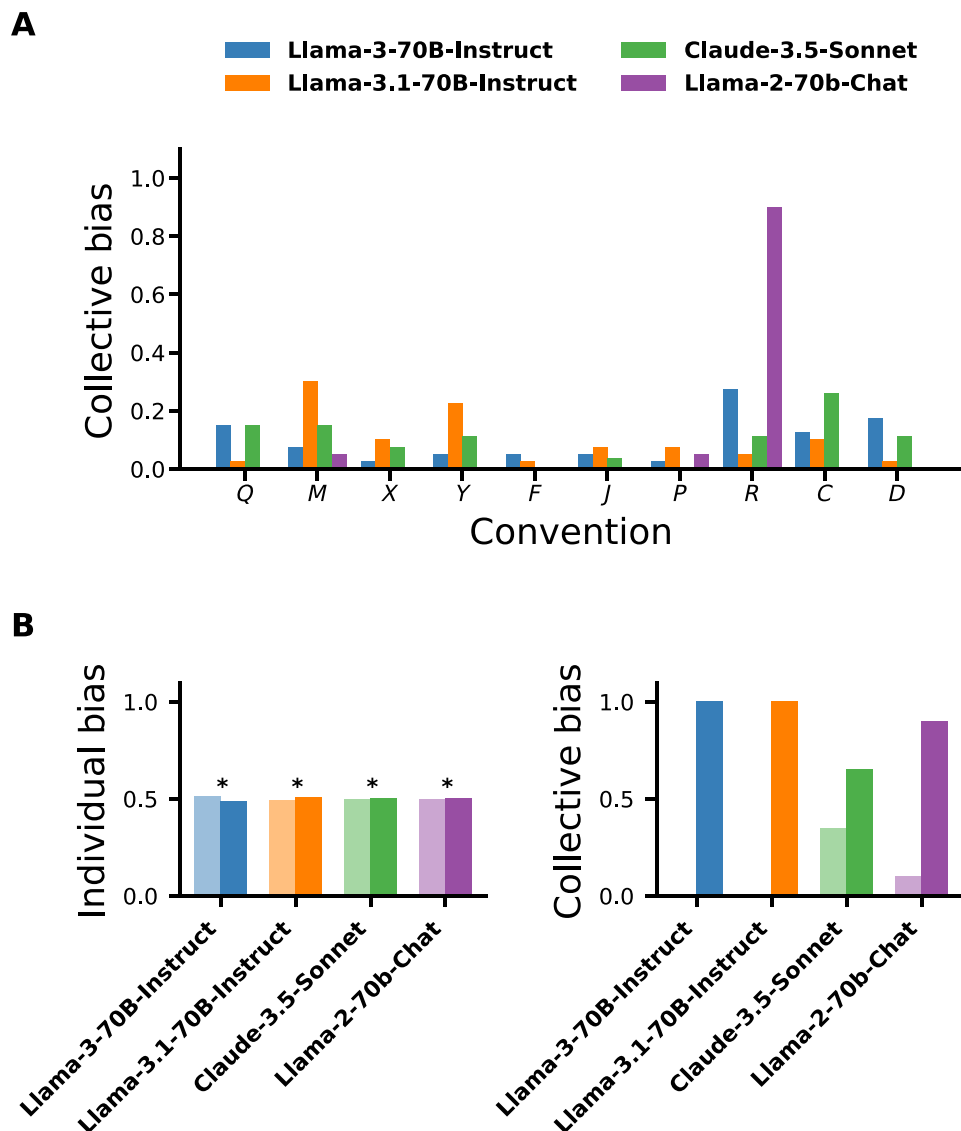 A
Llama-3-70B-Instruct
Llama-3.1-70B-Instruct
Claude-3.5-Sonnet
Llama-2-70b-Chat
Collective bias
1.0
0.8
0.6
0.4
0.2
0.0
Q M X Y F J P R C D
Convention
B
Individual bias
1.0
0.5
0.0
* * * *
Llama-3-70B-Instruct
Llama-3.1-70B-Instruct
Claude-3.5-Sonnet
Llama-2-70b-Chat
Collective bias
1.0
0.5
0.0
Llama-3-70B-Instruct
Llama-3.1-70B-Instruct
Claude-3.5-Sonnet
Llama-2-70b-Chat